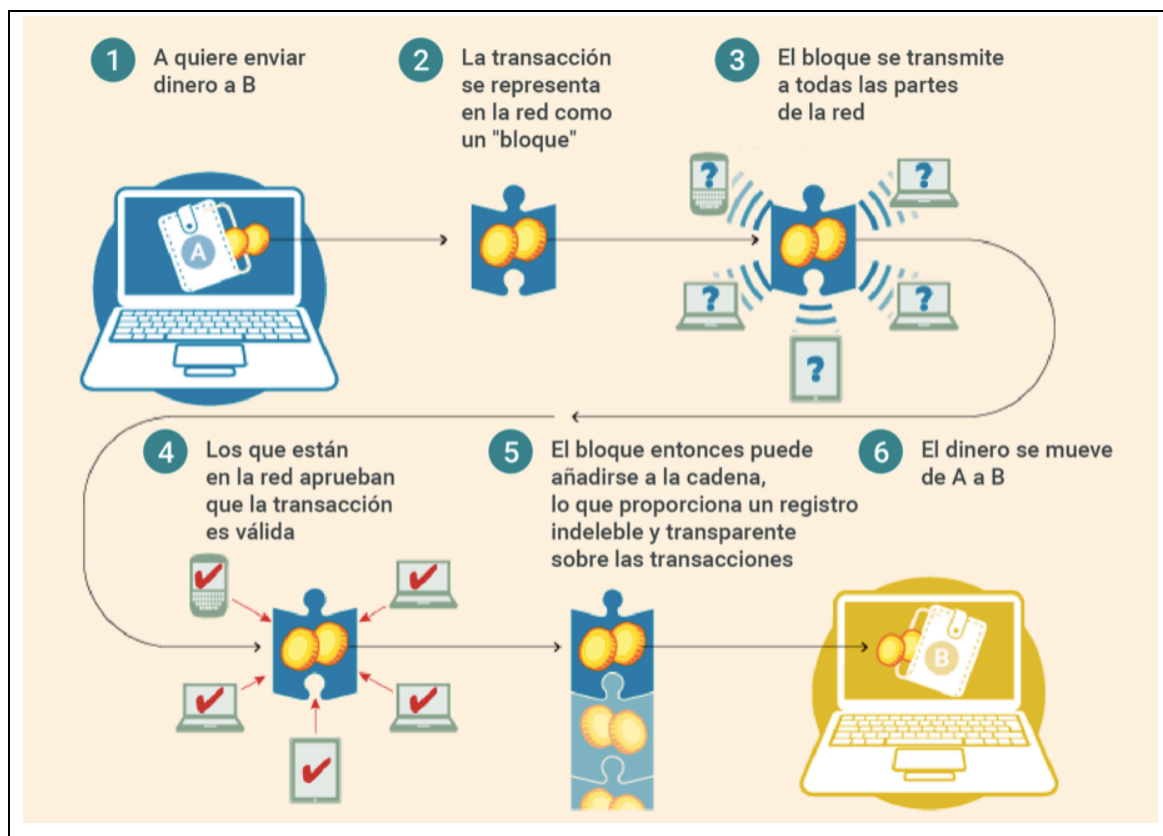 1
A quiere enviar
dinero a B
2
La transacción
se representa
en la red como
un "bloque"
3
El bloque se transmite
a todas las partes
de la red
A
?
?
?
?
?
4
Los que están
en la red aprueban
que la transacción
es válida
5
El bloque entonces puede
añadirse a la cadena,
lo que proporciona un registro
indeleble y transparente
sobre las transacciones
6
El dinero se mueve
de A a B
B